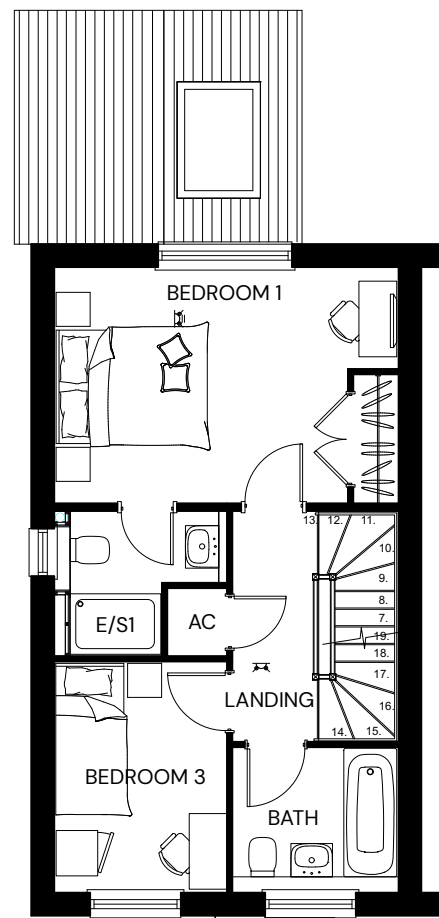 BEDROOM 1
13. 12. 11.
10.
9.
8.
7.
19.
18.
17.
16.
14. 15.
E/S1
AC
LANDING
BEDROOM 3
BATH